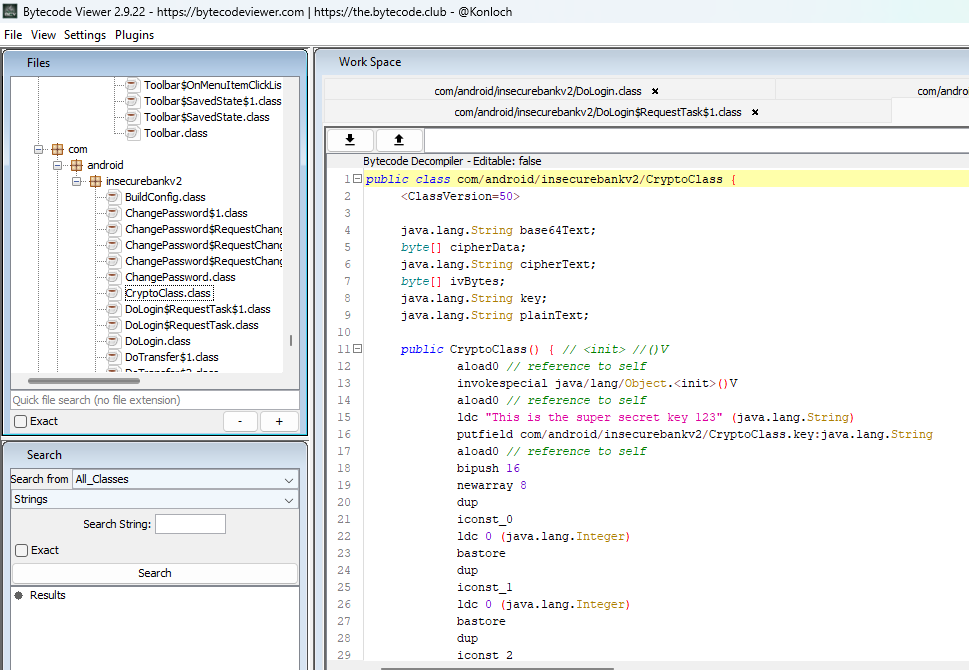 Bytecode Viewer 2.9.22 - https://bytecodeviewer.com | https://the.bytecode.club - @Konloch
File View Settings Plugins
Files
Toolbar$OnMenuItemClickLis
Toolbar$SavedState$1.class
Toolbar$SavedState.class
Toolbar.class
com
android
insecurebankv2
BuildConfig.class
ChangePassword$1.class
ChangePassword$RequestChang
ChangePassword$RequestChang
ChangePassword$RequestChang
ChangePassword.class
CryptoClass.class
DoLogin$RequestTask$1.class
DoLogin$RequestTask.class
DoLogin.class
DoTransfer$1.class
DoTransfer$2.class
Quick file search (no file extension)
Exact
- +
Search
Search from All_Classes
Strings
Search String:
Exact
Search
Results
Work Space
com/android/insecurebankv2/DoLogin.class × com/andro
com/android/insecurebankv2/DoLogin$RequestTask$1.class ×
Bytecode Decompiler - Editable: false
1 public class com/android/insecurebankv2/CryptoClass {
2 <ClassVersion=50>
3
4 java.lang.String base64Text;
5 byte[] cipherData;
6 java.lang.String cipherText;
7 byte[] ivBytes;
8 java.lang.String key;
9 java.lang.String plainText;
10
11 public CryptoClass() { // <init> //()V
12 aload0 // reference to self
13 invokespecial java/lang/Object.<init>()V
14 aload0 // reference to self
15 ldc "This is the super secret key 123" (java.lang.String)
16 putfield com/android/insecurebankv2/CryptoClass.key:java.lang.String
17 aload0 // reference to self
18 bipush 16
19 newarray 8
20 dup
21 iconst_0
22 ldc 0 (java.lang.Integer)
23 bastore
24 dup
25 iconst_1
26 ldc 0 (java.lang.Integer)
27 bastore
28 dup
29 iconst_2